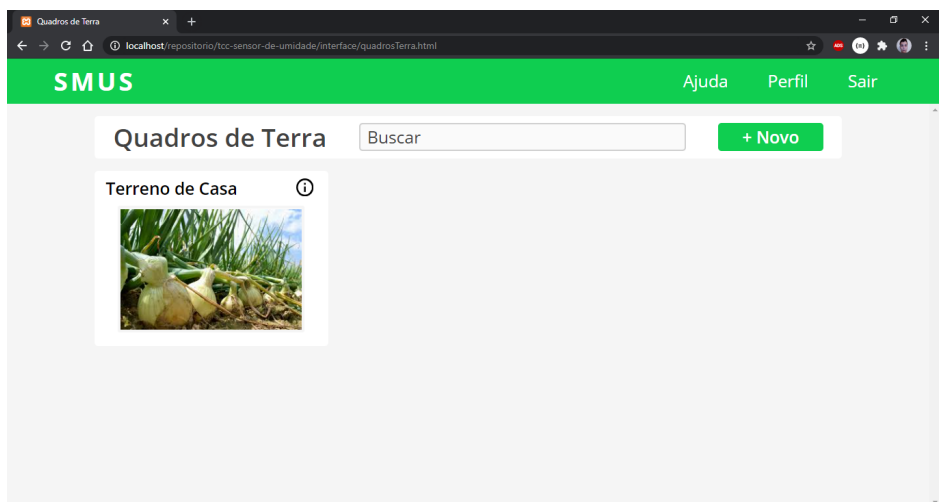 Quadros de Terra
localhost/repositorio/tcc-sensor-de-umidade/interface/quadrosTerra.html
SMUS Ajuda Perfil Sair
Quadros de Terra Buscar + Novo
Terreno de Casa